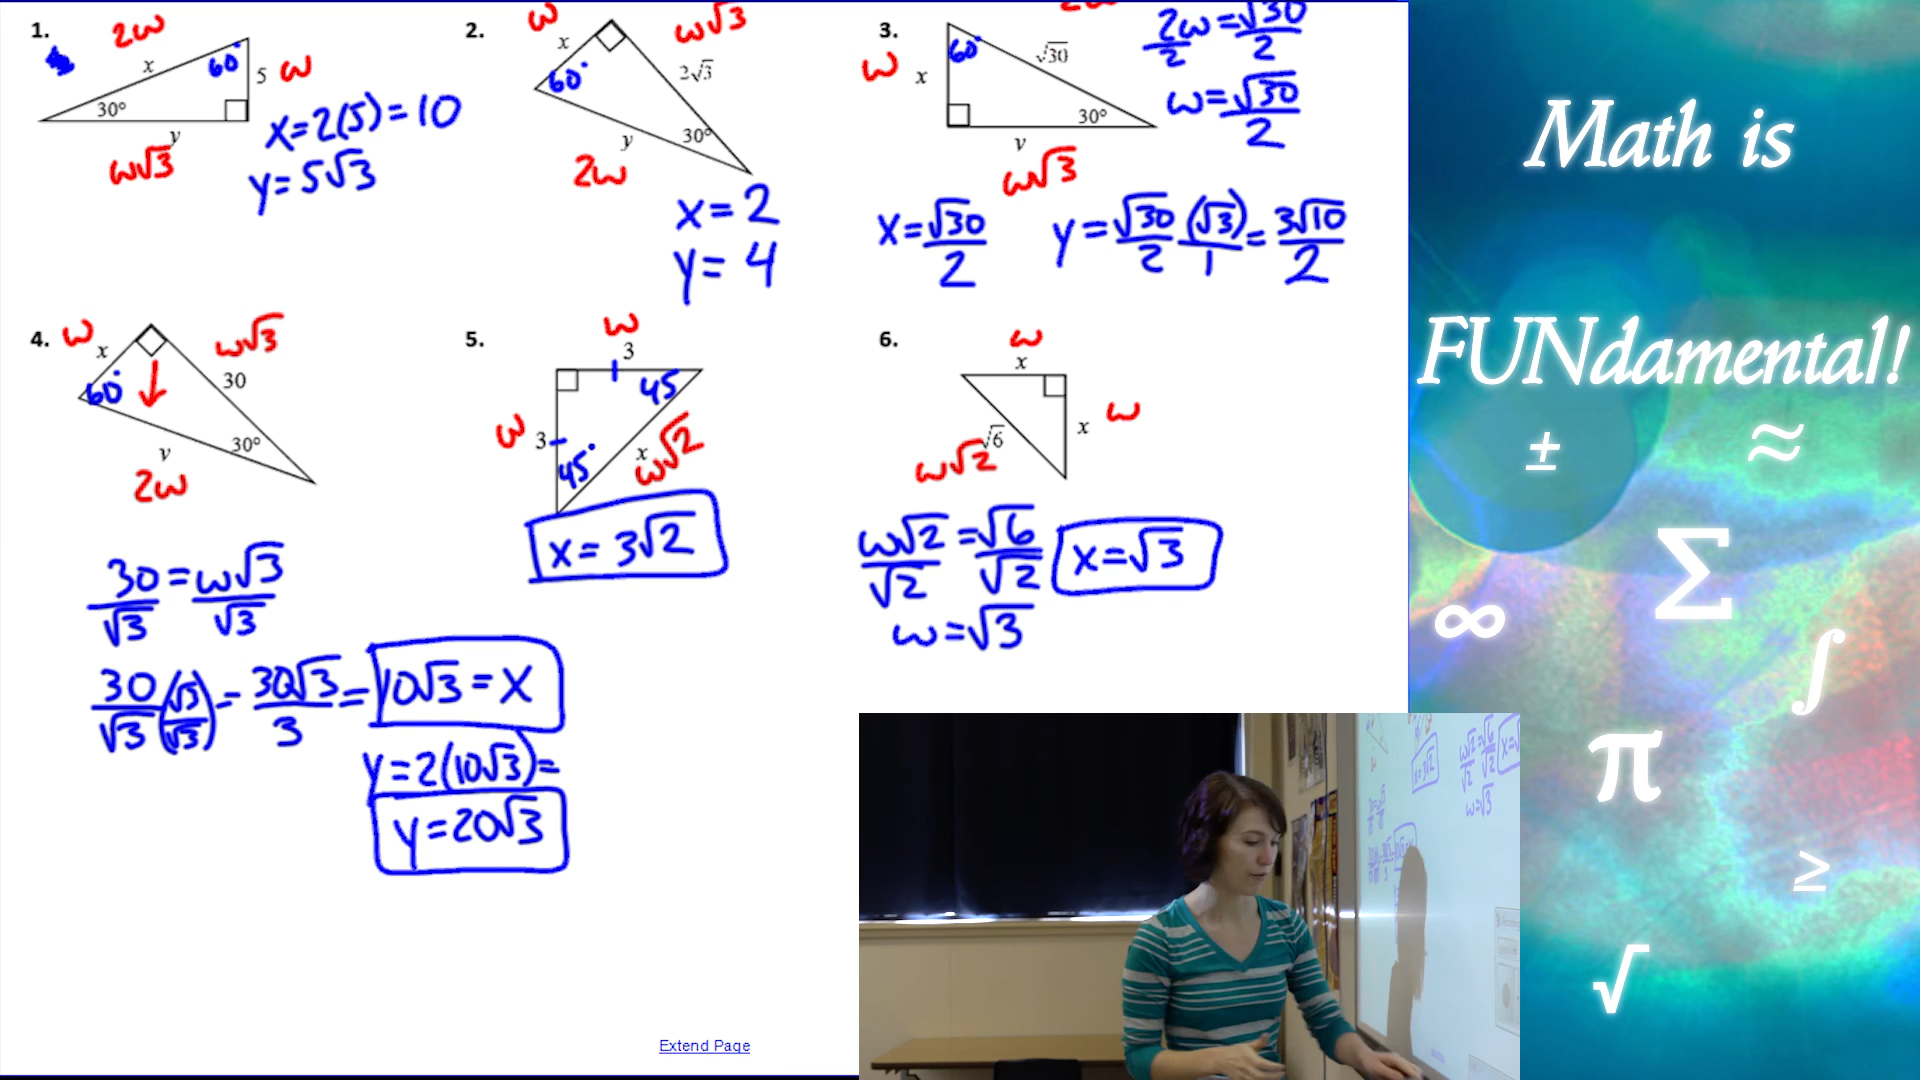 1.
2w
x
60°
5 w
30°
y
w√3
x=2(5)=10
y=5√3
2.
w
x
w√3
60°
2√3
y
30°
2w
x=2
y=4
3.
w
x
60°
√30
30°
y
w√3
2w=√30
2 2
w=√30
2
x=√30
2
y=√30 (√3)=3√10
2 1 2
4.
w
x
w√3
60°
30
y
30°
2w
30=w√3
√3 √3
30(√3)=30√3=10√3=x
√3 √3 3
y=2(10√3)=
y=20√3
5.
w
3
45
w
3
45°
x
w√2
x=3√2
6.
w
x
w
x
√6
w√2
w√2=√6
√2 √2
w=√3
x=√3
Extend Page
Math is
FUNdamental!
± ≈
Σ
∞
∫
π
≥
√